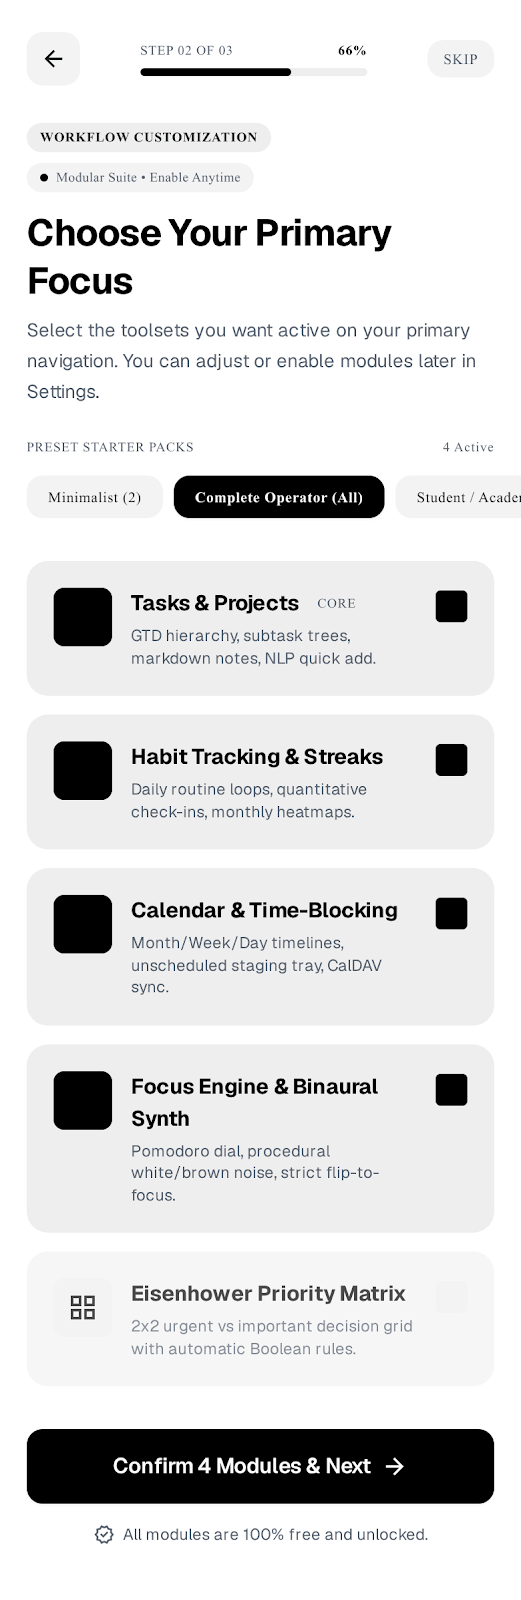 STEP 02 OF 03
66%
SKIP
WORKFLOW CUSTOMIZATION
Modular Suite • Enable Anytime
Choose Your Primary
Focus
Select the toolsets you want active on your primary
navigation. You can adjust or enable modules later in
Settings.
PRESET STARTER PACKS
4 Active
Minimalist (2)
Complete Operator (All)
Student /
Tasks & Projects CORE
GTD hierarchy, subtask trees,
markdown notes, NLP quick add.
Habit Tracking & Streaks
Daily routine loops, quantitative
check-ins, monthly heatmaps.
Calendar & Time-Blocking
Month/Week/Day timelines,
unscheduled staging tray, CalDAV
sync.
Focus Engine & Binaural
Synth
Pomodoro dial, procedural
white/brown noise, strict flip-to-
focus.
Eisenhower Priority Matrix
2x2 urgent vs important decision grid
with automatic Boolean rules.
Confirm 4 Modules & Next
All modules are 100% free and unlocked.